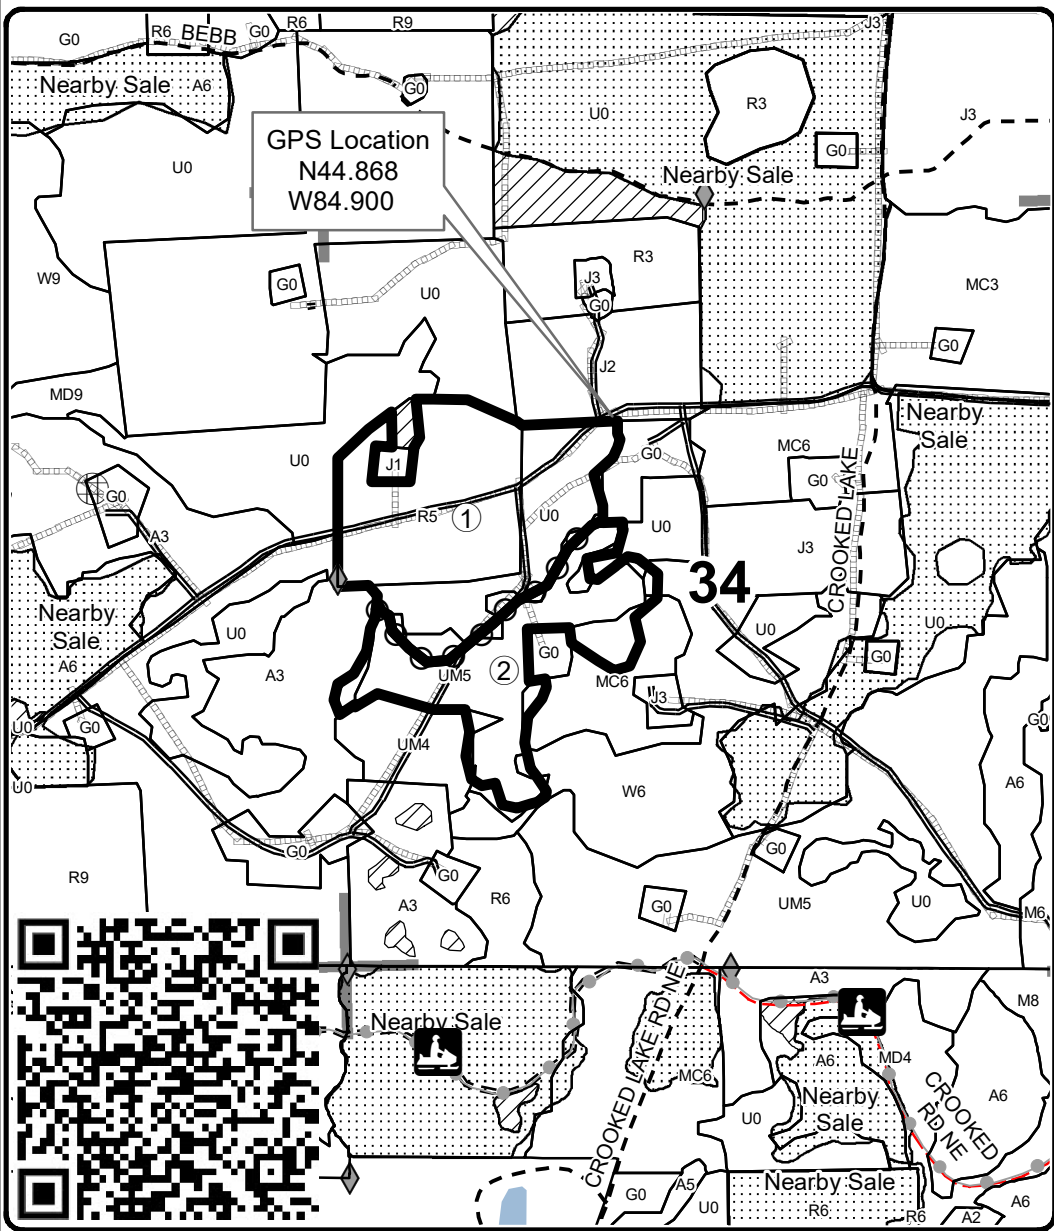 R6
G0
R6
R9
J3
G0
BEBB
Nearby Sale
A6
G0
R3
U0
J3
GPS Location
N44.868
W84.900
G0
U0
Nearby Sale
R3
W9
J3
MC3
G0
U0
G0
G0
J2
MD9
Nearby
Sale
MC6
G0
U0
J1
G0
CROOKED LAKE
G0
R5
1
U0
U0
A3
J3
34
Nearby
Sale
U0
U0
U0
A6
A3
G0
G0
UM5
2
MC6
J3
U0
G0
G0
UM4
U0
W6
A6
G0
G0
R9
G0
A3
R6
G0
UM5
U0
M6
CROOKED LAKE RD NE
A3
M8
Nearby Sale
A6
MD4
MC6
Nearby
Sale
CROOKED
RD NE
A6
U0
G0
A5
U0
Nearby Sale
R6
R6
A2
A6